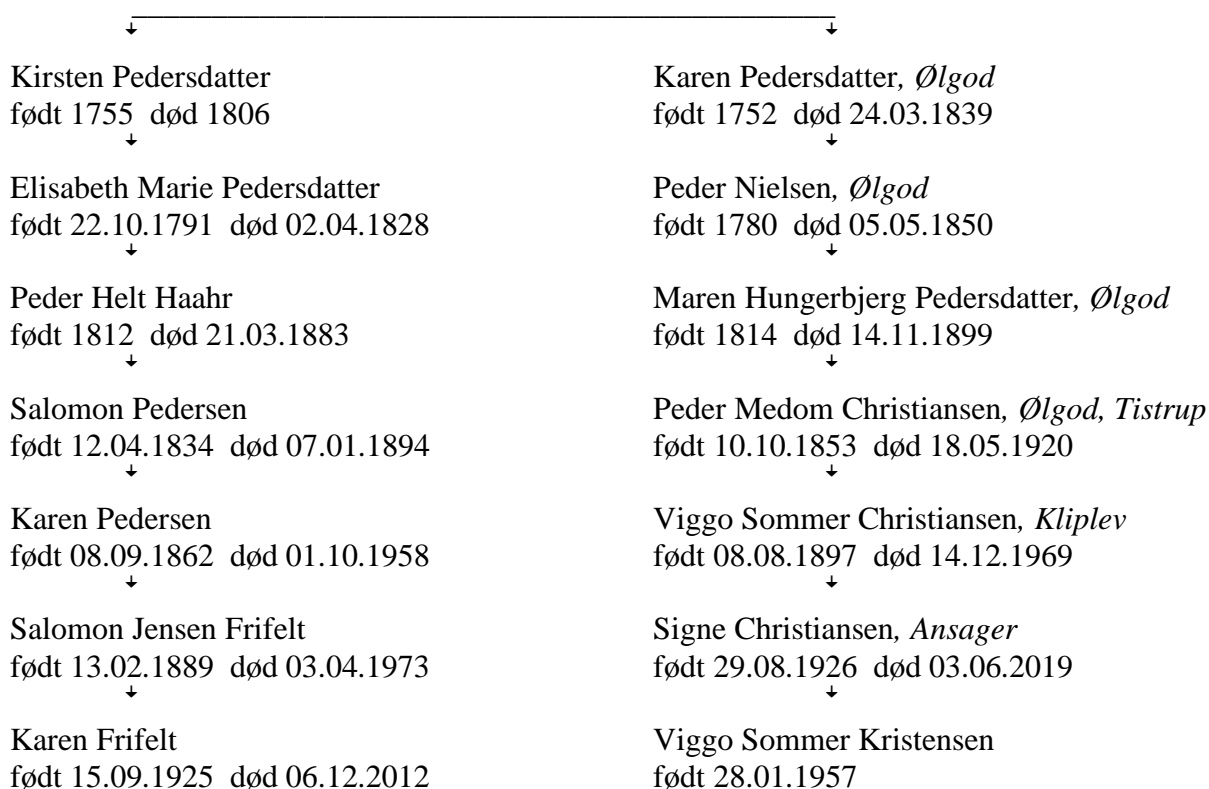 Kirsten Pedersdatter
født 1755  død 1806
Elisabeth Marie Pedersdatter
født 22.10.1791  død 02.04.1828
Peder Helt Haahr
født 1812  død 21.03.1883
Salomon Pedersen
født 12.04.1834  død 07.01.1894
Karen Pedersen
født 08.09.1862  død 01.10.1958
Salomon Jensen Frifelt
født 13.02.1889  død 03.04.1973
Karen Frifelt
født 15.09.1925  død 06.12.2012
Karen Pedersdatter, Ølgod
født 1752  død 24.03.1839
Peder Nielsen, Ølgod
født 1780  død 05.05.1850
Maren Hungerbjerg Pedersdatter, Ølgod
født 1814  død 14.11.1899
Peder Medom Christiansen, Ølgod, Tistrup
født 10.10.1853  død 18.05.1920
Viggo Sommer Christiansen, Kliplev
født 08.08.1897  død 14.12.1969
Signe Christiansen, Ansager
født 29.08.1926  død 03.06.2019
Viggo Sommer Kristensen
født 28.01.1957